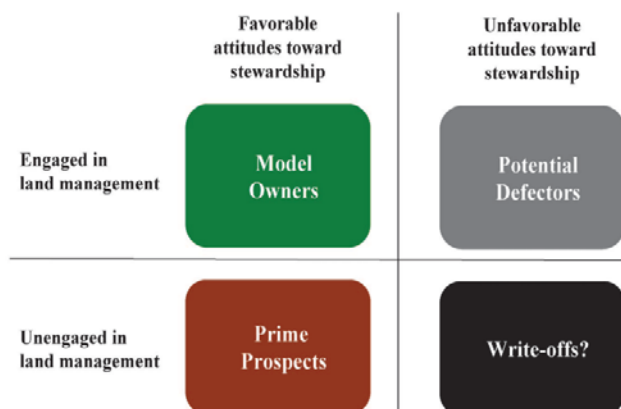 Favorable
attitudes toward
stewardship
Unfavorable
attitudes toward
stewardship
Engaged in
land management
Model
Owners
Potential
Defectors
Unengaged in
land management
Prime
Prospects
Write-offs?